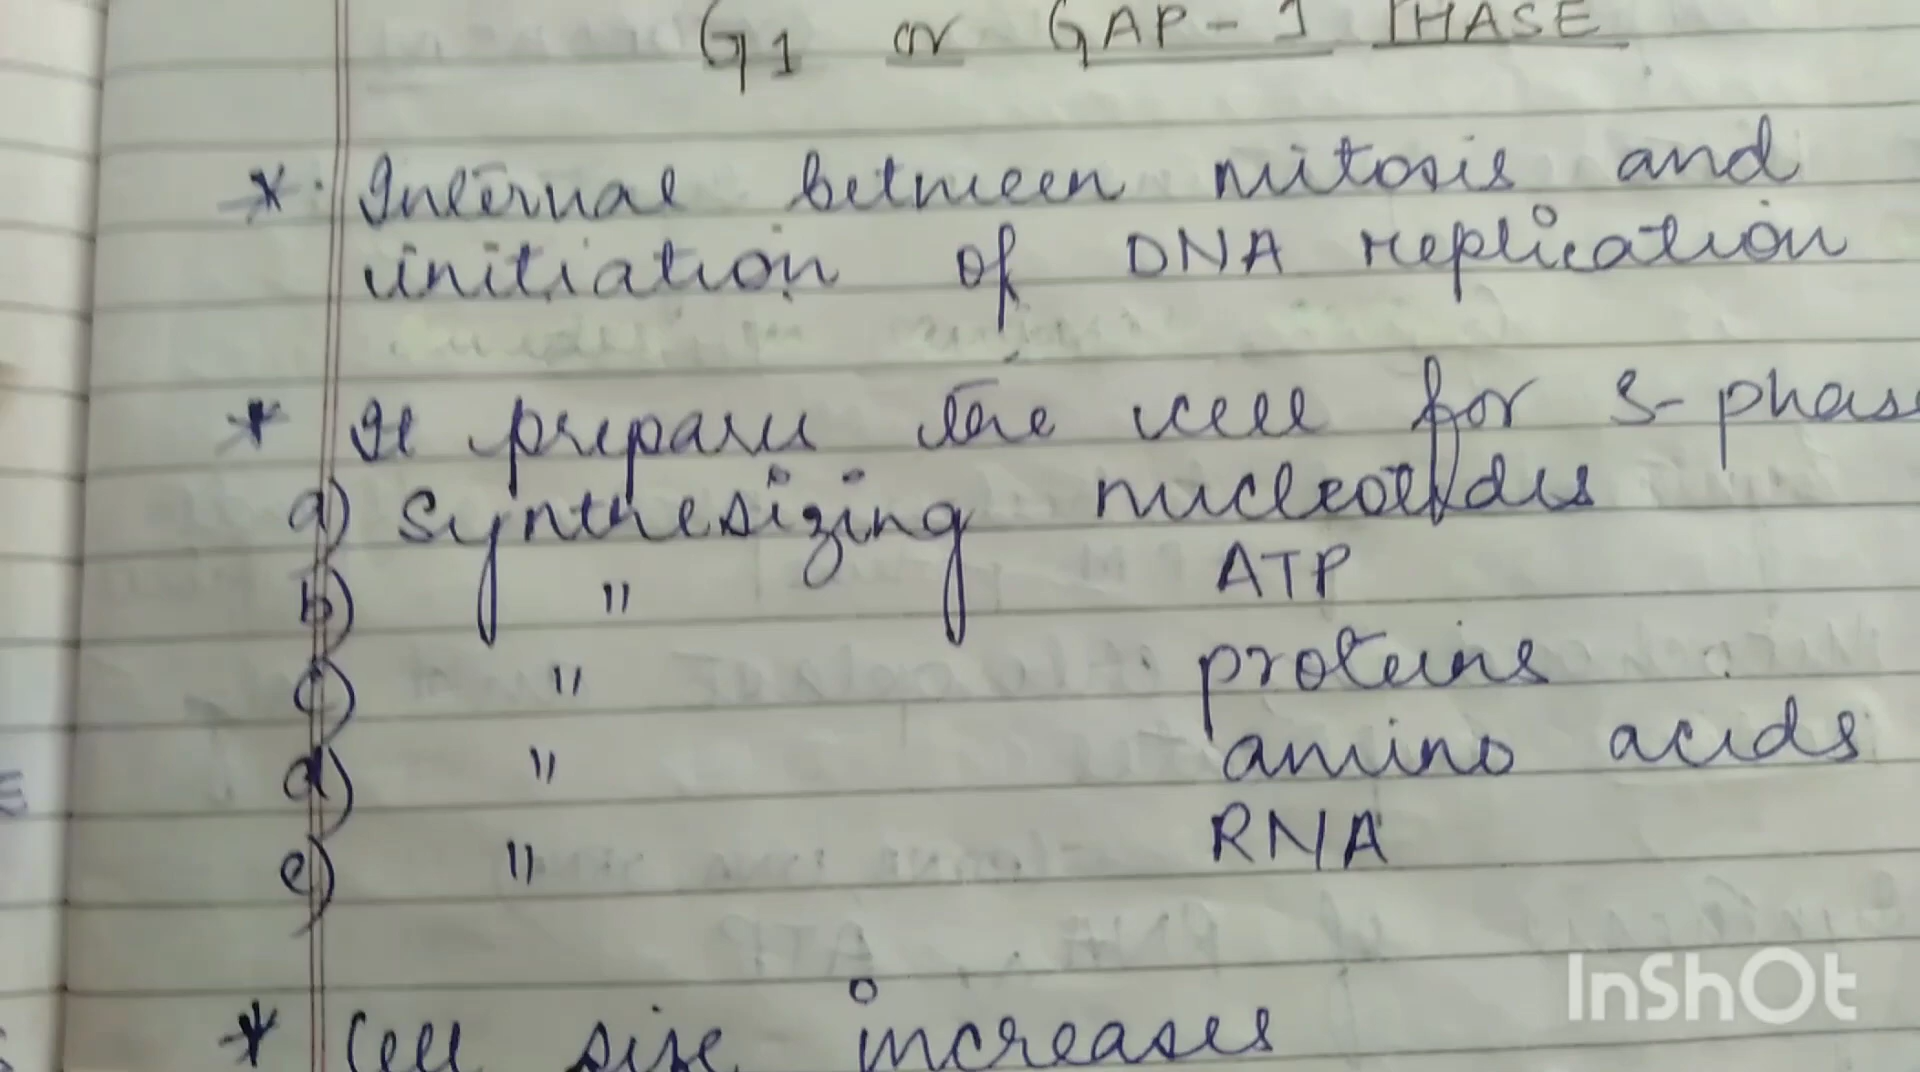 G1 or GAP-1 PHASE
* Interval between mitosis and
initiation of DNA replication
* It prepares the cell for S-phase
a) Synthesizing nucleotides
b) " ATP
c) " proteins
d) " amino acids
e) " RNA
* Cell size increases
InShOt